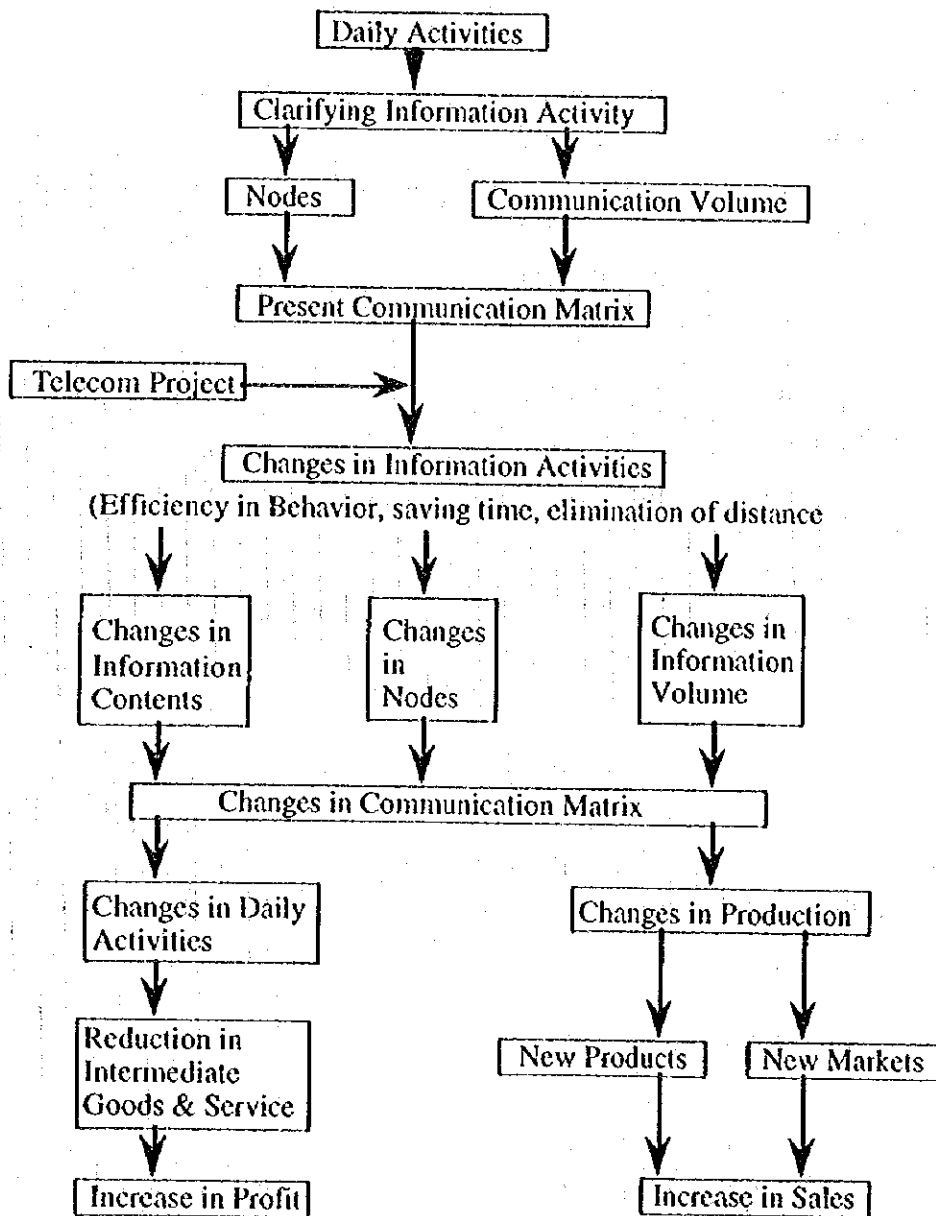 Daily Activities
Clarifying Information Activity
Nodes
Communication Volume
Present Communication Matrix
Telecom Project
Changes in Information Activities
(Efficiency in Behavior, saving time, elimination of distance
Changes in
Information
Contents
Changes
in
Nodes
Changes in
Information
Volume
Changes in Communication Matrix
Changes in Daily
Activities
Changes in Production
Reduction in
Intermediate
Goods & Service
New Products
New Markets
Increase in Profit
Increase in Sales